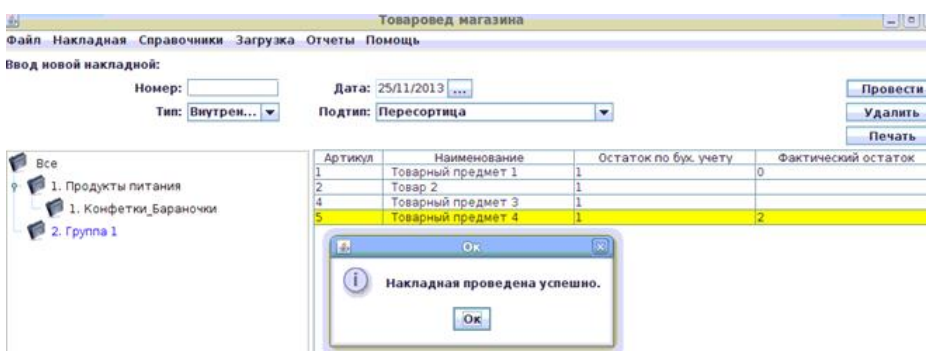 Товаровед магазина
Файл Накладная Справочники Загрузка Отчеты Помощь
Ввод новой накладной:
Номер: Дата: 25/11/2013 ... Провести
Тип: Внутрен... Подтип: Пересортица Удалить
Печать
Все
1. Продукты питания
1. Конфетки_Бараночки
2. Группа 1
Артикул Наименование Остаток по бух. учету Фактический остаток
1 Товарный предмет 1 1 0
2 Товар 2 1
4 Товарный предмет 3 1
5 Товарный предмет 4 1 2
Ок
Накладная проведена успешно.
Ок